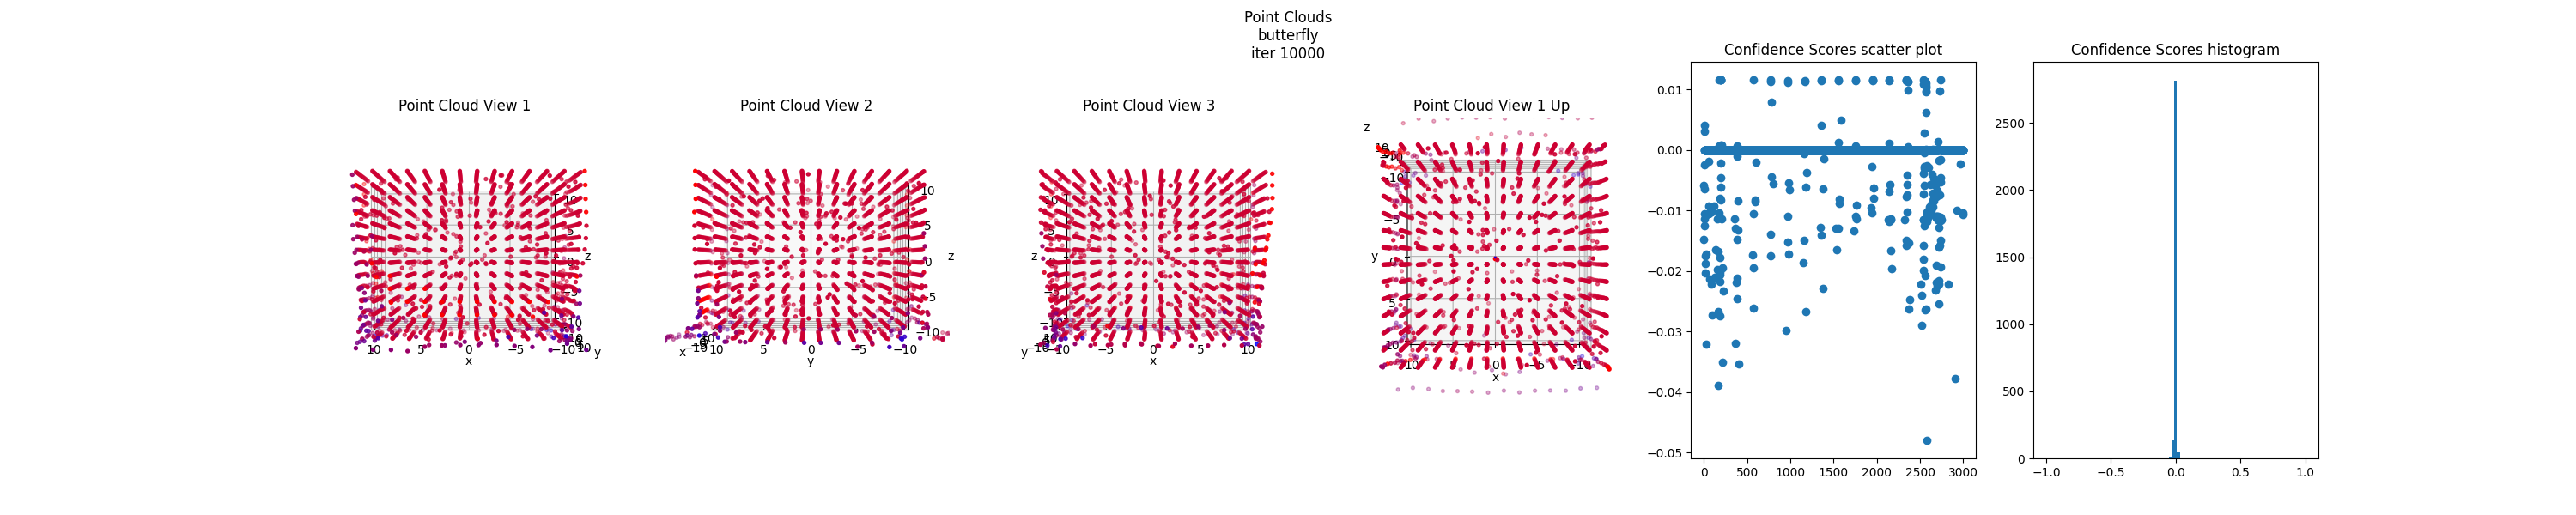 Point Clouds
butterfly
iter 10000
Point Cloud View 1
10
5
0
−5
−10
z
10
5
0
−5
−10
x
y
Point Cloud View 2
10
5
0
−5
−10
z
x
10
5
0
−5
−10
y
Point Cloud View 3
10
5
0
−5
−10
z
y
−10
−5
0
5
10
x
Point Cloud View 1 Up
z
10
−10
−5
0
5
10
y
10
5
0
−5
−10
x
Confidence Scores scatter plot
0.01
0.00
−0.01
−0.02
−0.03
−0.04
−0.05
0 500 1000 1500 2000 2500 3000
Confidence Scores histogram
2500
2000
1500
1000
500
0
−1.0 −0.5 0.0 0.5 1.0